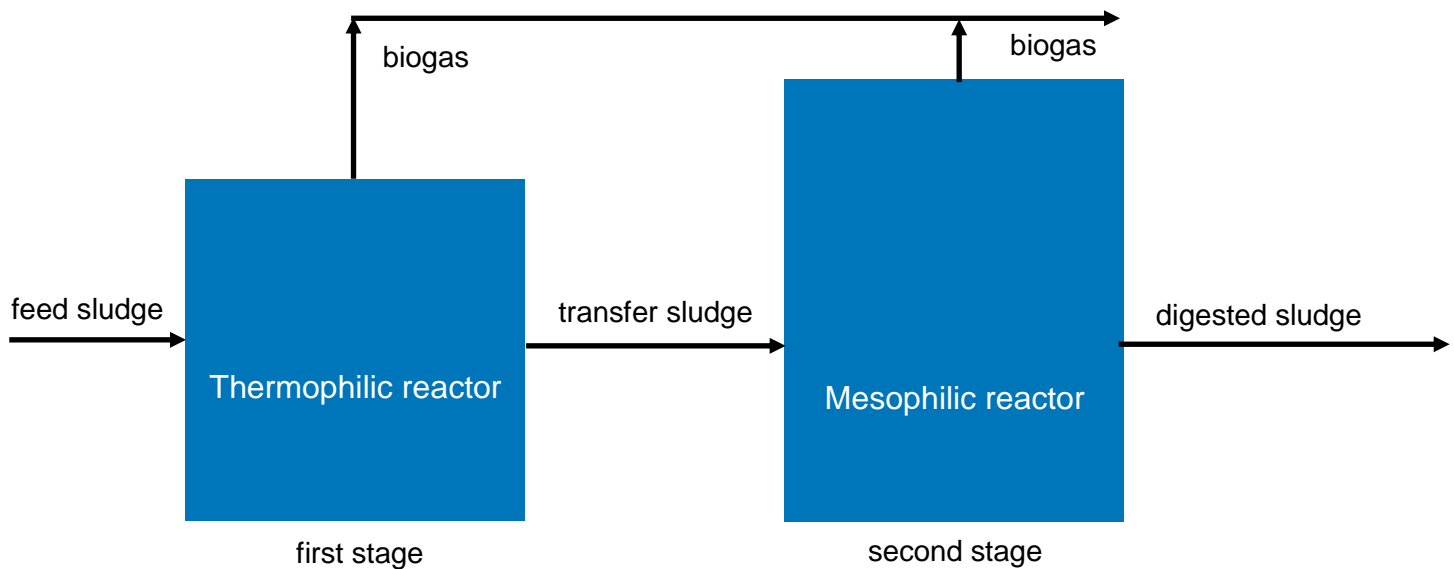 biogas
biogas
feed sludge
transfer sludge
digested sludge
Thermophilic reactor
Mesophilic reactor
first stage
second stage